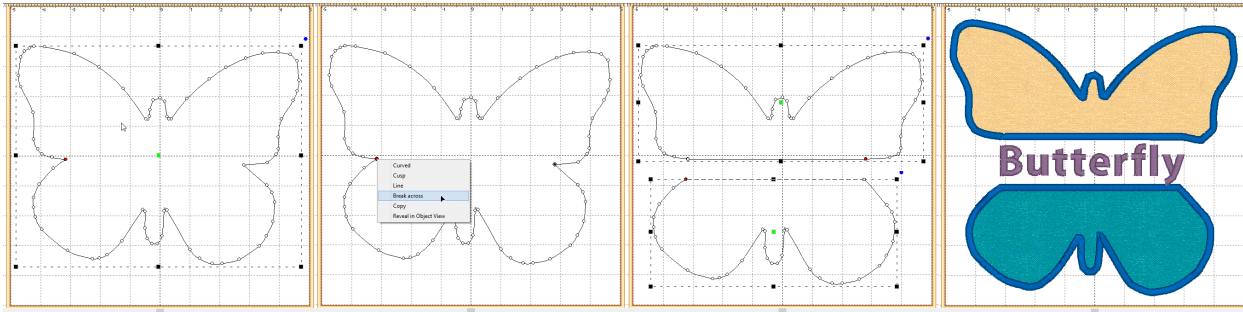 Curved
Cusp
Line
Break across
Copy
Reveal in Object View
Butterfly